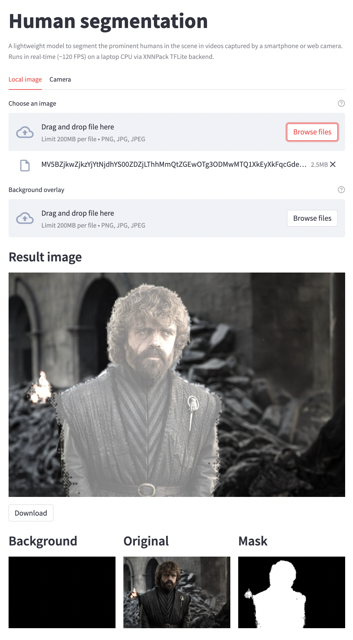 Human segmentation
A lightweight model to segment the prominent humans in the scene in videos captured by a smartphone or web camera.
Runs in real-time (~120 FPS) on a laptop CPU via XNNPack TFLite backend.
Local image Camera
Choose an image
Drag and drop file here
Limit 200MB per file • PNG, JPG, JPEG
Browse files
MV5BZjkwZjkzYjYtNjdhYS00ZDZjLThhMmQtZGEwOTg3ODMwMTQ1XkEyXkFqcGde... 2.5MB
Background overlay
Drag and drop file here
Limit 200MB per file • PNG, JPG, JPEG
Browse files
Result image
Download
Background Original Mask